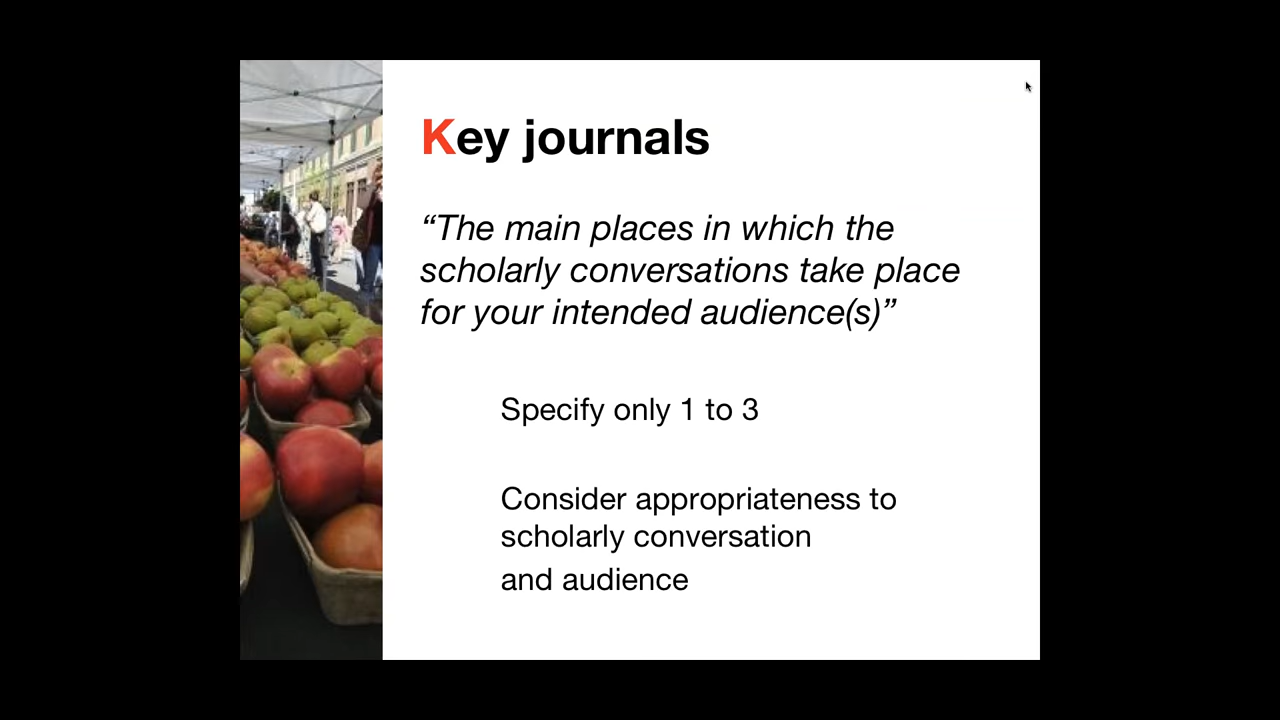 Key journals
“The main places in which the
scholarly conversations take place
for your intended audience(s)”
Specify only 1 to 3
Consider appropriateness to
scholarly conversation
and audience